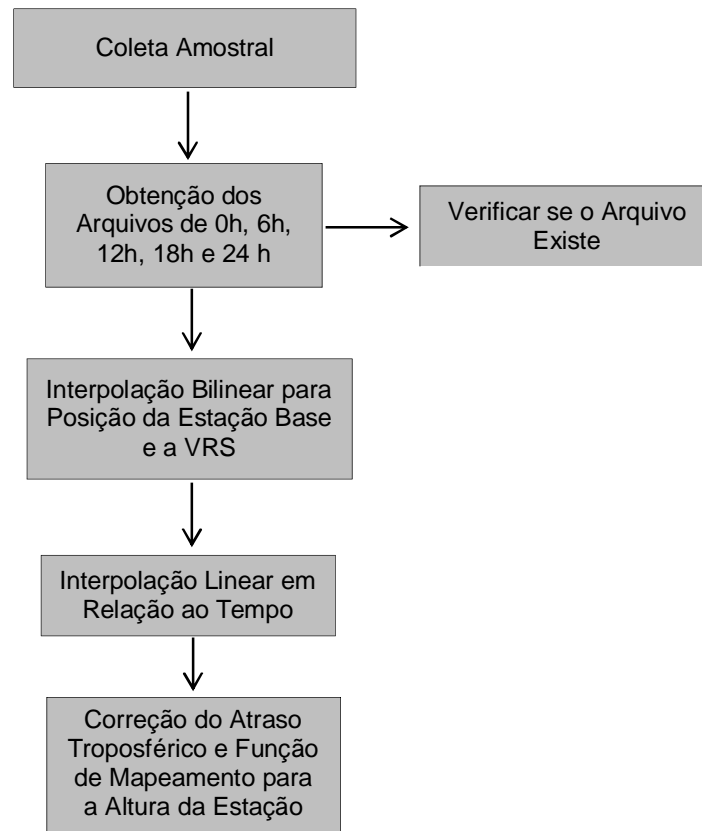 Coleta Amostral
Obtenção dos
Arquivos de 0h, 6h,
12h, 18h e 24 h
Verificar se o Arquivo
Existe
Interpolação Bilinear para
Posição da Estação Base
e a VRS
Interpolação Linear em
Relação ao Tempo
Correção do Atraso
Troposférico e Função
de Mapeamento para
a Altura da Estação